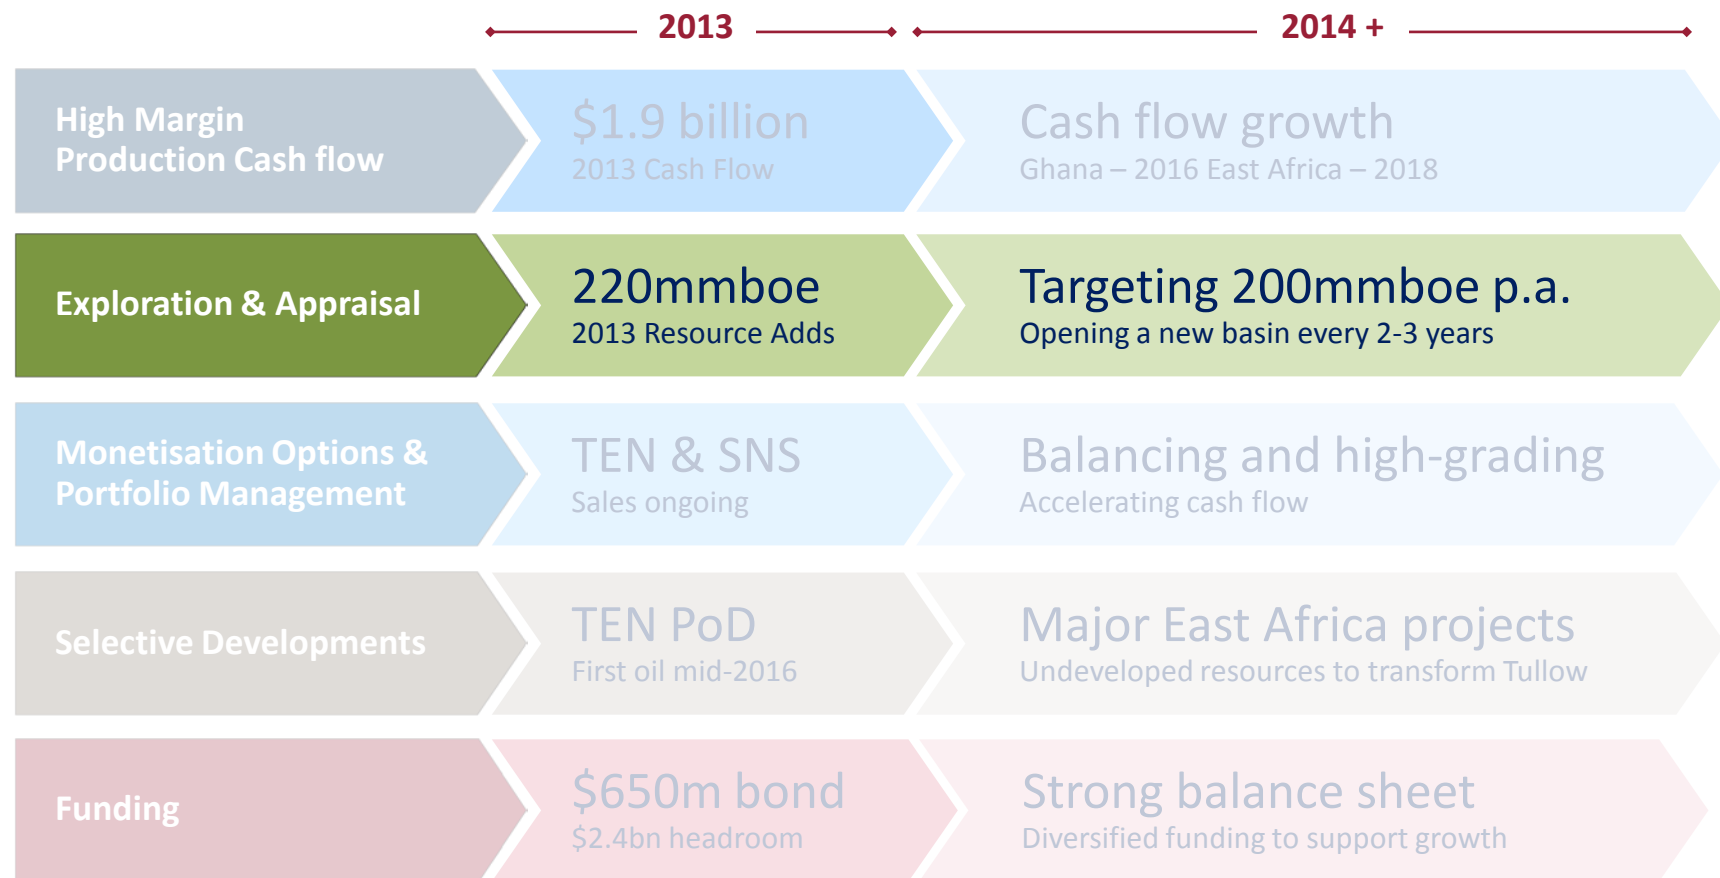 2013
2014 +
High Margin
Production Cash flow
$1.9 billion
2013 Cash Flow
Cash flow growth
Ghana – 2016 East Africa – 2018
Exploration & Appraisal
220mmboe
2013 Resource Adds
Targeting 200mmboe p.a.
Opening a new basin every 2-3 years
Monetisation Options &
Portfolio Management
TEN & SNS
Sales ongoing
Balancing and high-grading
Accelerating cash flow
Selective Developments
TEN PoD
First oil mid-2016
Major East Africa projects
Undeveloped resources to transform Tullow
Funding
$650m bond
$2.4bn headroom
Strong balance sheet
Diversified funding to support growth